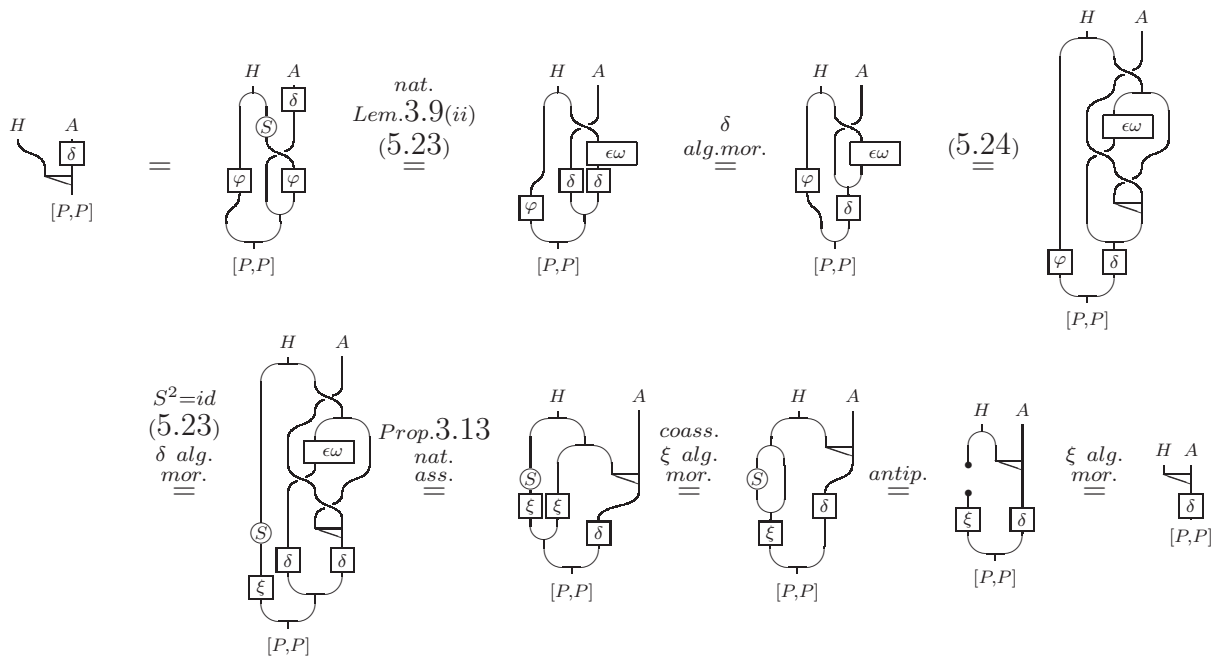 H A
δ
[P,P]
=
H A
δ
S
φ φ
[P,P]
nat.
Lem.3.9(ii)
(5.23)
=
H A
ϵω
δ δ
φ
[P,P]
δ
alg.mor.
=
H A
ϵω
φ
δ
[P,P]
(5.24)
=
H A
ϵω
φ δ
[P,P]
S²=id
(5.23)
δ alg.
mor.
=
H A
ϵω
S
δ δ
ξ
[P,P]
Prop.3.13
nat.
ass.
=
H A
S
ξ ξ
δ
[P,P]
coass.
ξ alg.
mor.
=
H A
S
δ
ξ
[P,P]
antip.
=
H A
ξ δ
[P,P]
ξ alg.
mor.
=
H A
δ
[P,P]